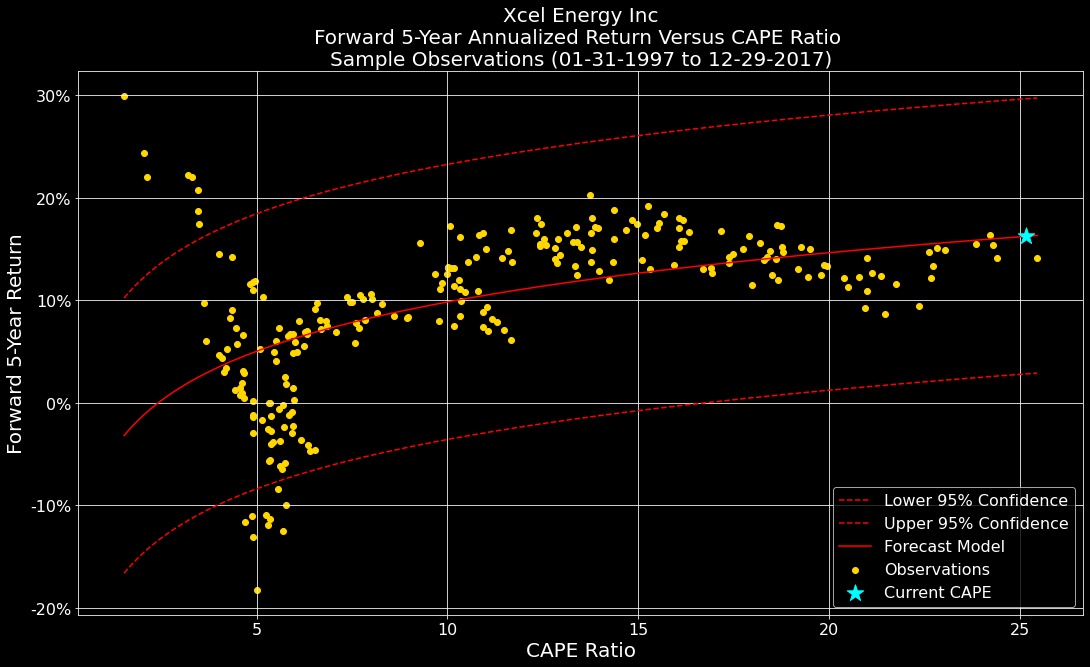 Xcel Energy Inc
Forward 5-Year Annualized Return Versus CAPE Ratio
Sample Observations (01-31-1997 to 12-29-2017)
Forward 5-Year Return
30%
20%
10%
0%
-10%
-20%
5
10
15
20
25
CAPE Ratio
Lower 95% Confidence
Upper 95% Confidence
Forecast Model
Observations
Current CAPE